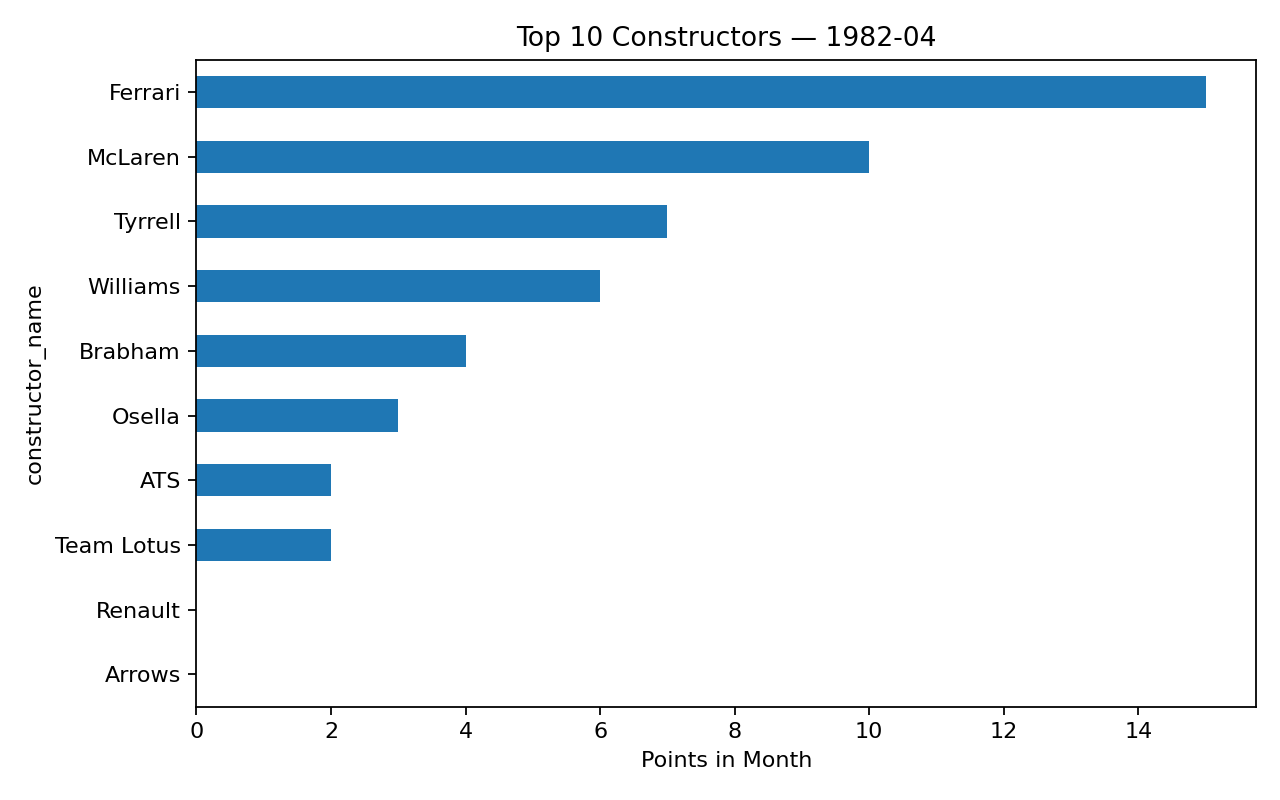 Top 10 Constructors — 1982-04
constructor_name
Ferrari
McLaren
Tyrrell
Williams
Brabham
Osella
ATS
Team Lotus
Renault
Arrows
0 2 4 6 8 10 12 14
Points in Month